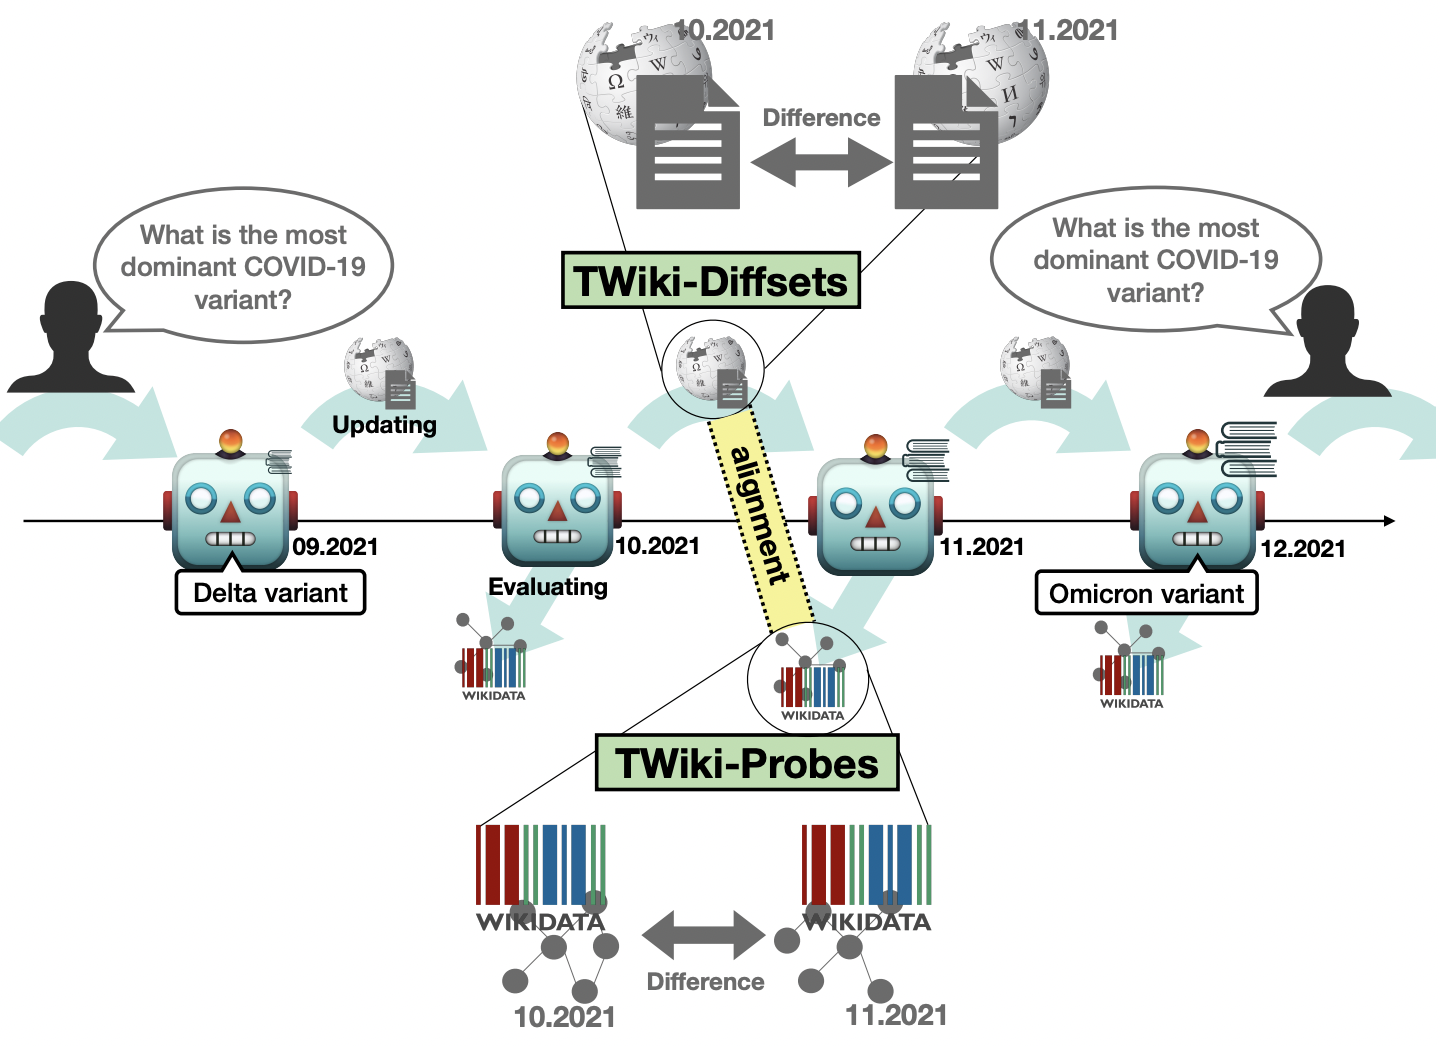 10.2021
11.2021
Ω
W
維
W
И
Difference
What is the most
dominant COVID-19
variant?
What is the most
dominant COVID-19
variant?
TWiki-Diffsets
Updating
alignment
09.2021
10.2021
11.2021
12.2021
Delta variant
Evaluating
Omicron variant
WIKIDATA
WIKIDATA
WIKIDATA
TWiki-Probes
WIKIDATA
WIKIDATA
Difference
10.2021
11.2021